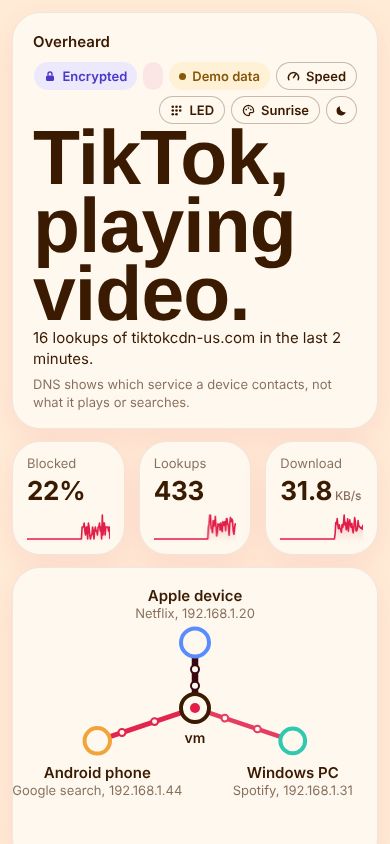 Overheard
Encrypted
Demo data
Speed
LED
Sunrise
TikTok,
playing
video.
16 lookups of tiktokcdn-us.com in the last 2
minutes.
DNS shows which service a device contacts, not
what it plays or searches.
Blocked
22%
Lookups
433
Download
31.8 KB/s
Apple device
Netflix, 192.168.1.20
vm
Android phone
Google search, 192.168.1.44
Windows PC
Spotify, 192.168.1.31